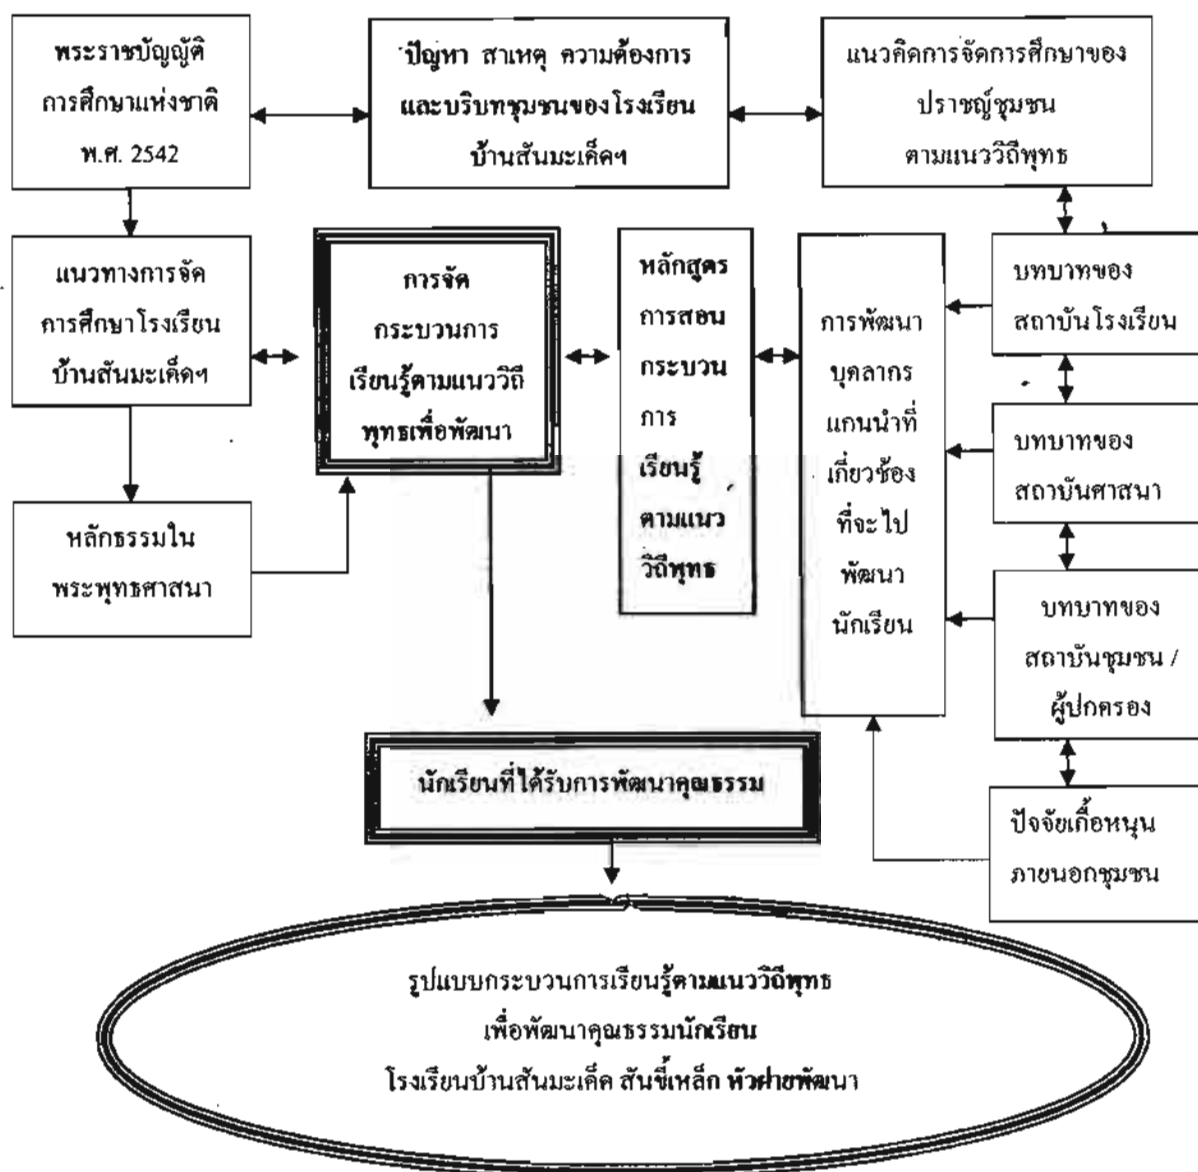 พระราชบัญญัติ
การศึกษาแห่งชาติ
พ.ศ. 2542
ปัญหา สาเหตุ ความต้องการ
และบริบทชุมชนของโรงเรียน
บ้านสันมะเค็ดฯ
แนวคิดการจัดการศึกษาของ
ปราชญ์ชุมชน
ตามแนววิถีพุทธ
แนวทางการจัด
การศึกษาโรงเรียน
บ้านสันมะเค็ดฯ
การจัด
กระบวนการ
เรียนรู้ตามแนววิถี
พุทธเพื่อพัฒนา
หลักสูตร
การสอน
กระบวน
การ
เรียนรู้
ตามแนว
วิถีพุทธ
การพัฒนา
บุคลากร
แกนนำที่
เกี่ยวข้อง
ที่จะไป
พัฒนา
นักเรียน
บทบาทของ
สถาบันโรงเรียน
บทบาทของ
สถาบันศาสนา
บทบาทของ
สถาบันชุมชน /
ผู้ปกครอง
ปัจจัยเกื้อหนุน
ภายนอกชุมชน
หลักธรรมใน
พระพุทธศาสนา
นักเรียนที่ได้รับการพัฒนาคุณธรรม
รูปแบบกระบวนการเรียนรู้ตามแนววิถีพุทธ
เพื่อพัฒนาคุณธรรมนักเรียน
โรงเรียนบ้านสันมะเค็ด สันขี้เหล็ก หัวฝายพัฒนา